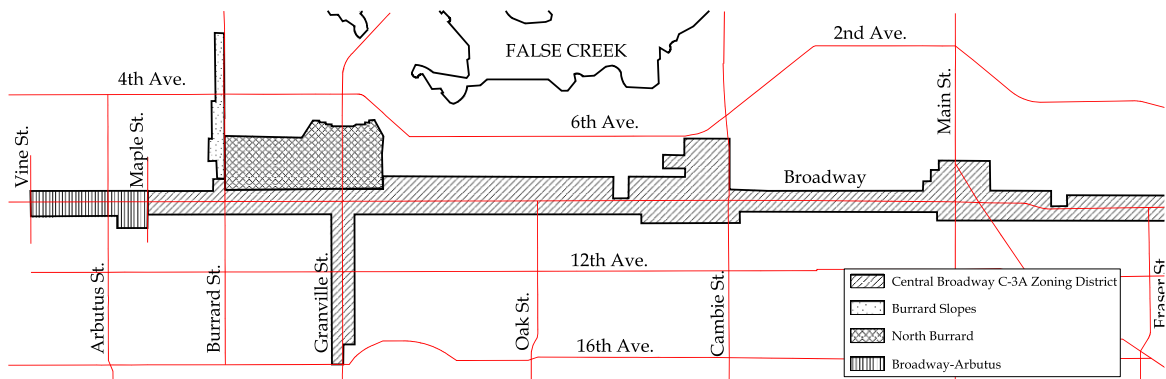 2nd Ave.
FALSE CREEK
4th Ave.
6th Ave.
Main St.
Vine St.
Maple St.
Broadway
12th Ave.
Arbutus St.
Burrard St.
Granville St.
Oak St.
Cambie St.
Fraser St
16th Ave.
Central Broadway C-3A Zoning District
Burrard Slopes
North Burrard
Broadway-Arbutus